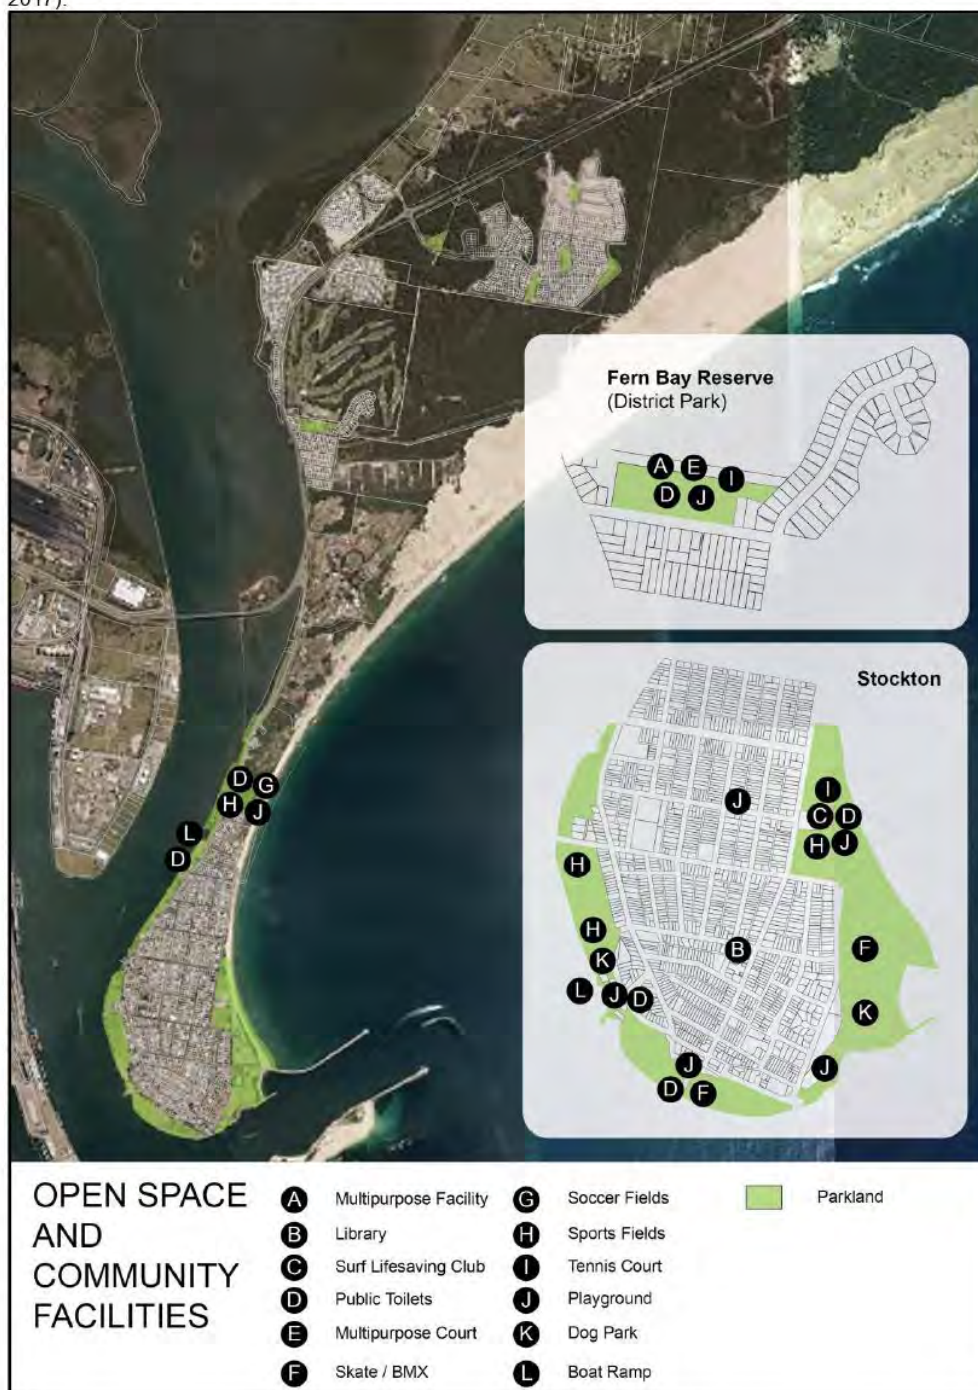 2017).
Fern Bay Reserve
(District Park)
A E I
D J
Stockton
J
I
C D
H J
H
H
B
F
K
L J D
K
J
D F
J
D G
H J
L
D
OPEN SPACE
AND
COMMUNITY
FACILITIES
A Multipurpose Facility
B Library
C Surf Lifesaving Club
D Public Toilets
E Multipurpose Court
F Skate / BMX
G Soccer Fields
H Sports Fields
I Tennis Court
J Playground
K Dog Park
L Boat Ramp
Parkland